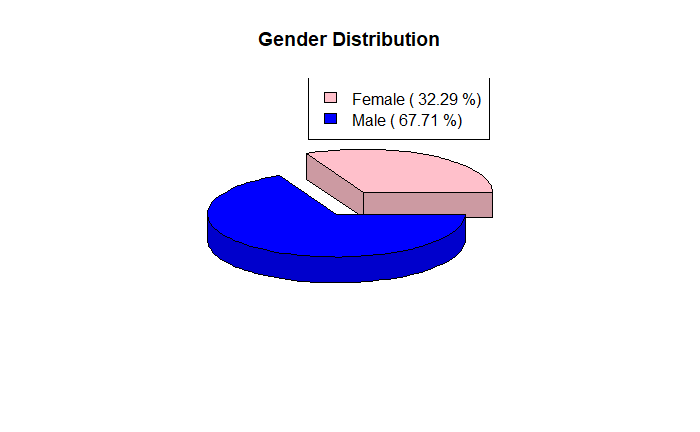 Gender Distribution
Female ( 32.29 %)
Male ( 67.71 %)